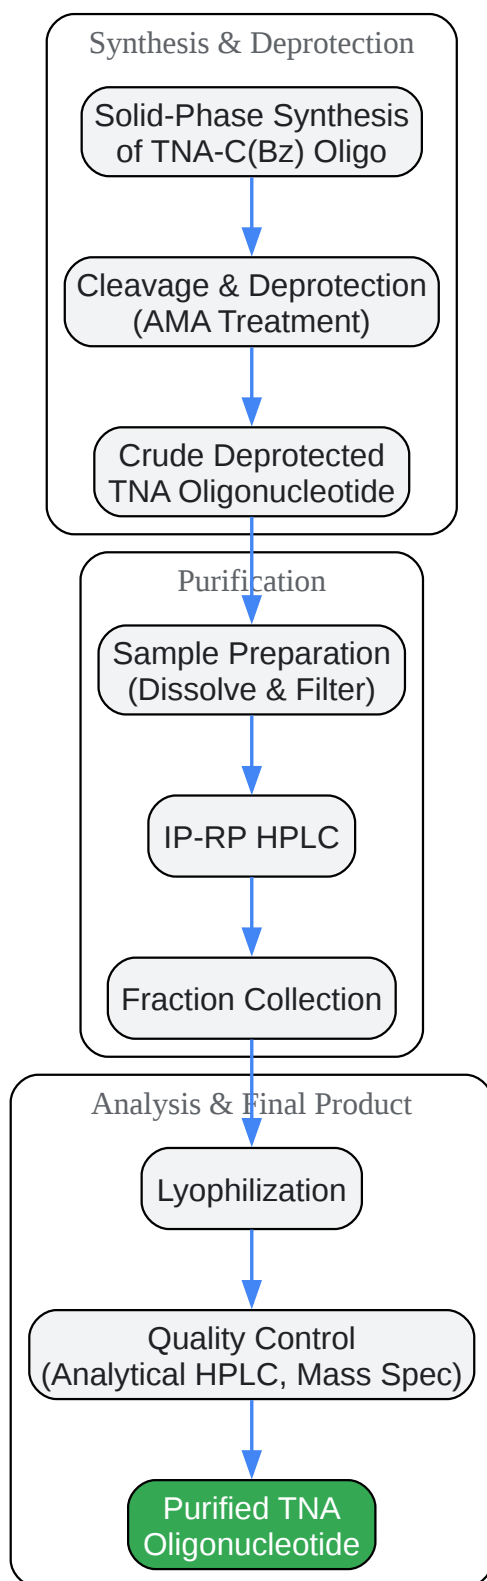 Synthesis & Deprotection
Solid-Phase Synthesis
of TNA-C(Bz) Oligo
Cleavage & Deprotection
(AMA Treatment)
Crude Deprotected
TNA Oligonucleotide
Purification
Sample Preparation
(Dissolve & Filter)
IP-RP HPLC
Fraction Collection
Analysis & Final Product
Lyophilization
Quality Control
(Analytical HPLC, Mass Spec)
Purified TNA
Oligonucleotide